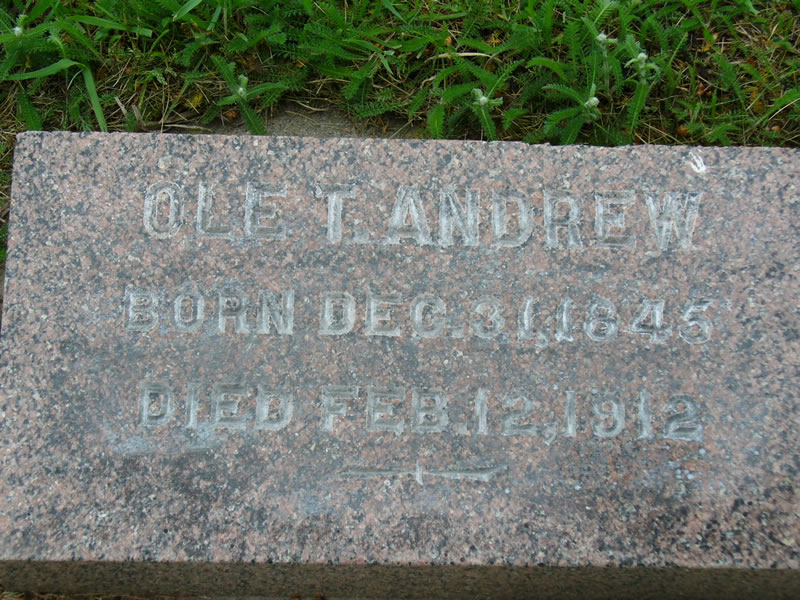 OLE T. ANDREW
BORN DEC. 31, 1845
DIED FEB. 12, 1912